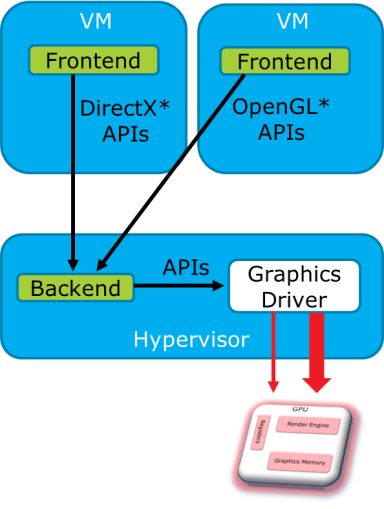 VM
Frontend
DirectX*
APIs
VM
Frontend
OpenGL*
APIs
Backend
APIs
Graphics
Driver
Hypervisor
GPU
Registers
Render Engine
Graphics Memory